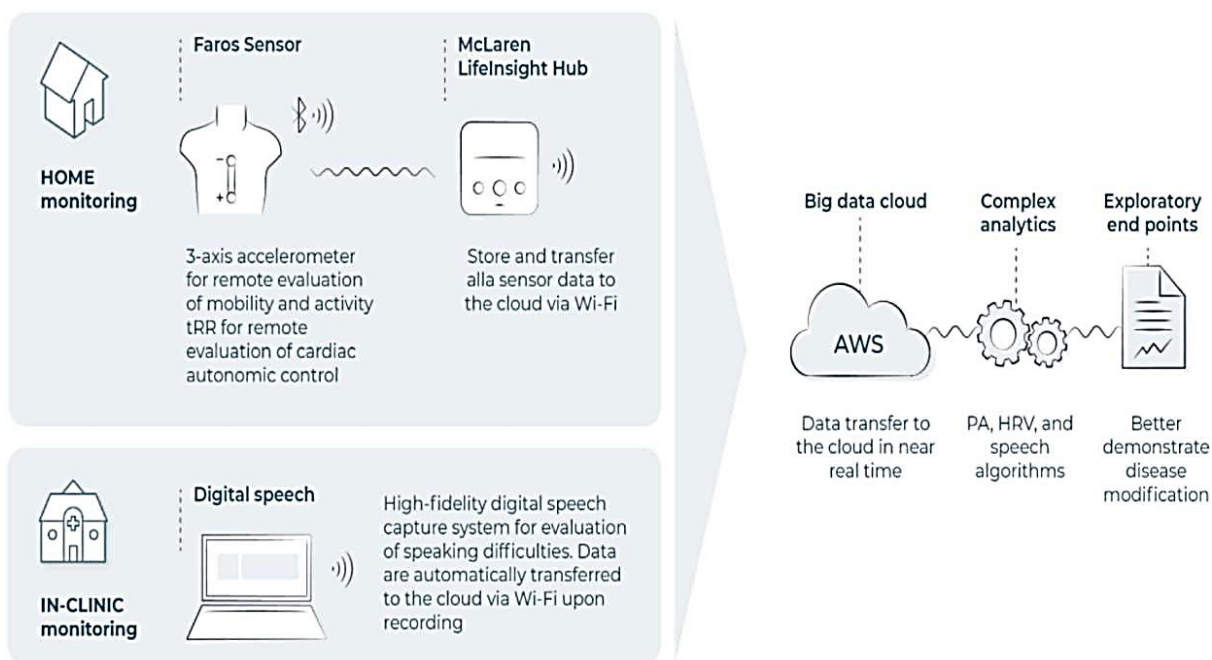 Faros Sensor
McLaren
LifeInsight Hub
HOME
monitoring
3-axis accelerometer
for remote evaluation
of mobility and activity
tRR for remote
evaluation of cardiac
autonomic control
Store and transfer
alla sensor data to
the cloud via Wi-Fi
Digital speech
High-fidelity digital speech
capture system for evaluation
of speaking difficulties. Data
are automatically transferred
to the cloud via Wi-Fi upon
recording
IN-CLINIC
monitoring
Big data cloud
AWS
Data transfer to
the cloud in near
real time
Complex
analytics
PA, HRV, and
speech
algorithms
Exploratory
end points
Better
demonstrate
disease
modification